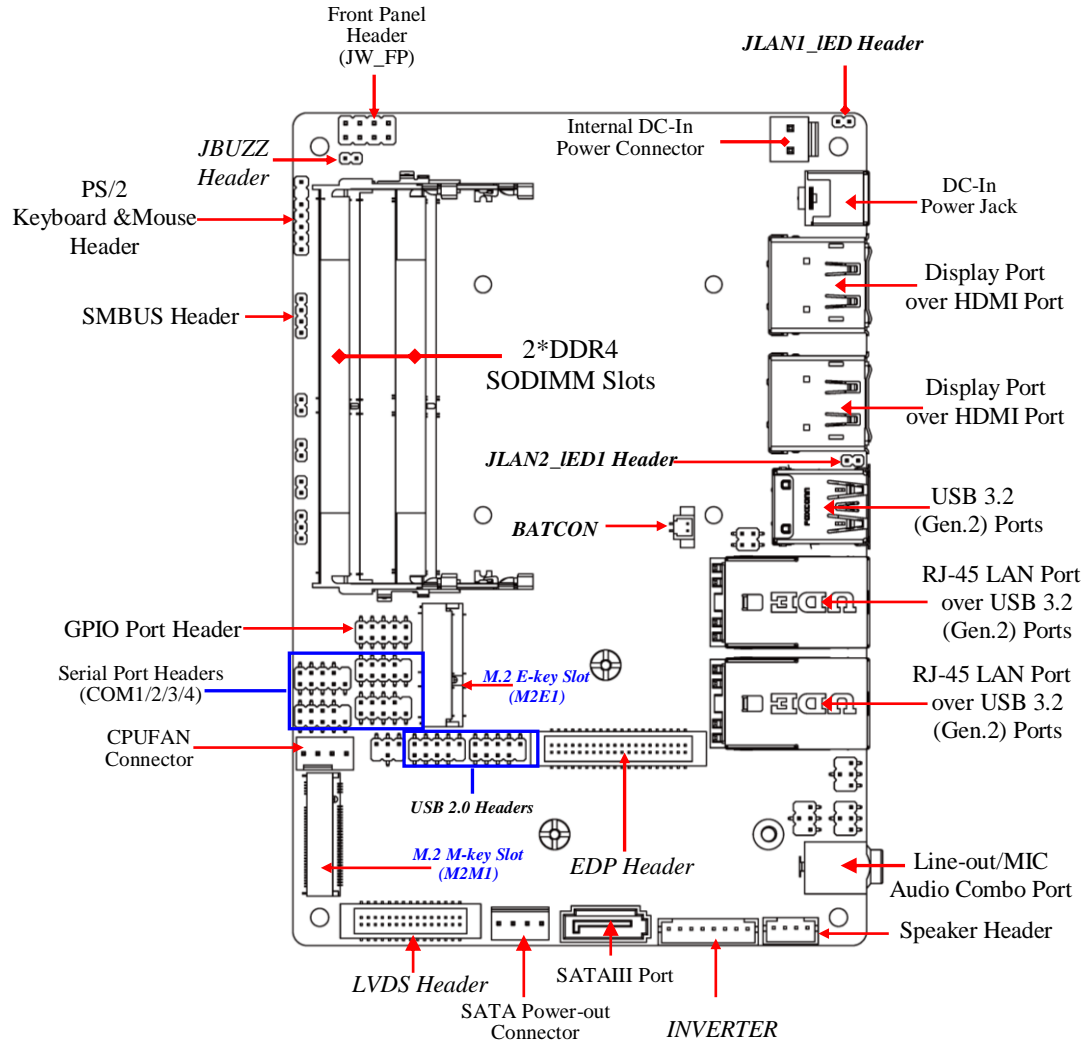 Front Panel
Header
(JW_FP)
JLAN1_lED Header
Internal DC-In
Power Connector
JBUZZ
Header
PS/2
Keyboard &Mouse
Header
DC-In
Power Jack
Display Port
over HDMI Port
SMBUS Header
2*DDR4
SODIMM Slots
Display Port
over HDMI Port
JLAN2_lED1 Header
BATCON
FOXCONN
USB 3.2
(Gen.2) Ports
RJ-45 LAN Port
over USB 3.2
(Gen.2) Ports
GPIO Port Header
Serial Port Headers
(COM1/2/3/4)
M.2 E-key Slot
(M2E1)
RJ-45 LAN Port
over USB 3.2
(Gen.2) Ports
CPUFAN
Connector
USB 2.0 Headers
M.2 M-key Slot
(M2M1)
EDP Header
Line-out/MIC
Audio Combo Port
Speaker Header
LVDS Header
SATA Power-out
Connector
SATAIII Port
INVERTER